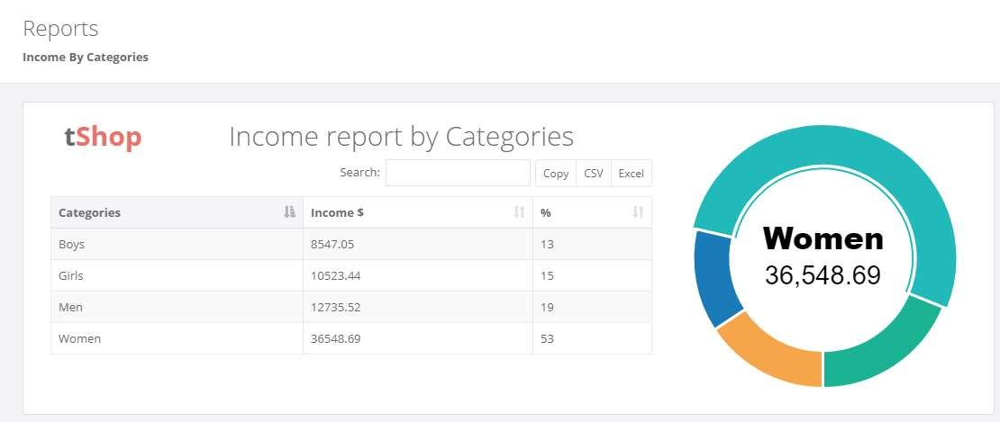 Reports
Income By Categories
tShop
Income report by Categories
Search:
Copy CSV Excel
Categories Income $ %
Boys 8547.05 13
Girls 10523.44 15
Men 12735.52 19
Women 36548.69 53
Women
36,548.69